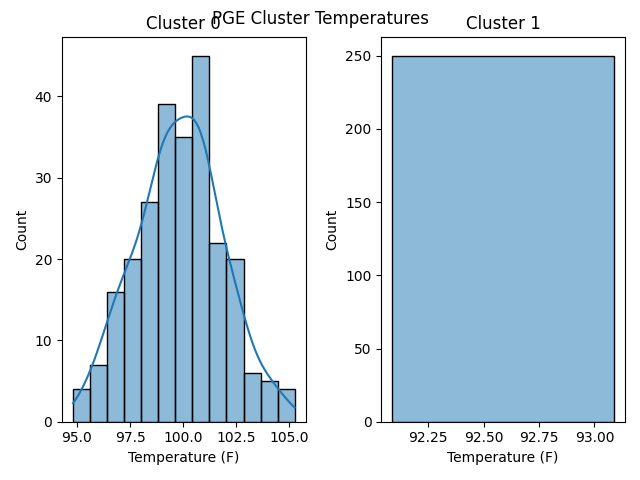 PGE Cluster Temperatures
Cluster 0
Cluster 1
Count
40
30
20
10
0
95.0 97.5 100.0 102.5 105.0
Temperature (F)
Count
250
200
150
100
50
0
92.25 92.50 92.75 93.00
Temperature (F)